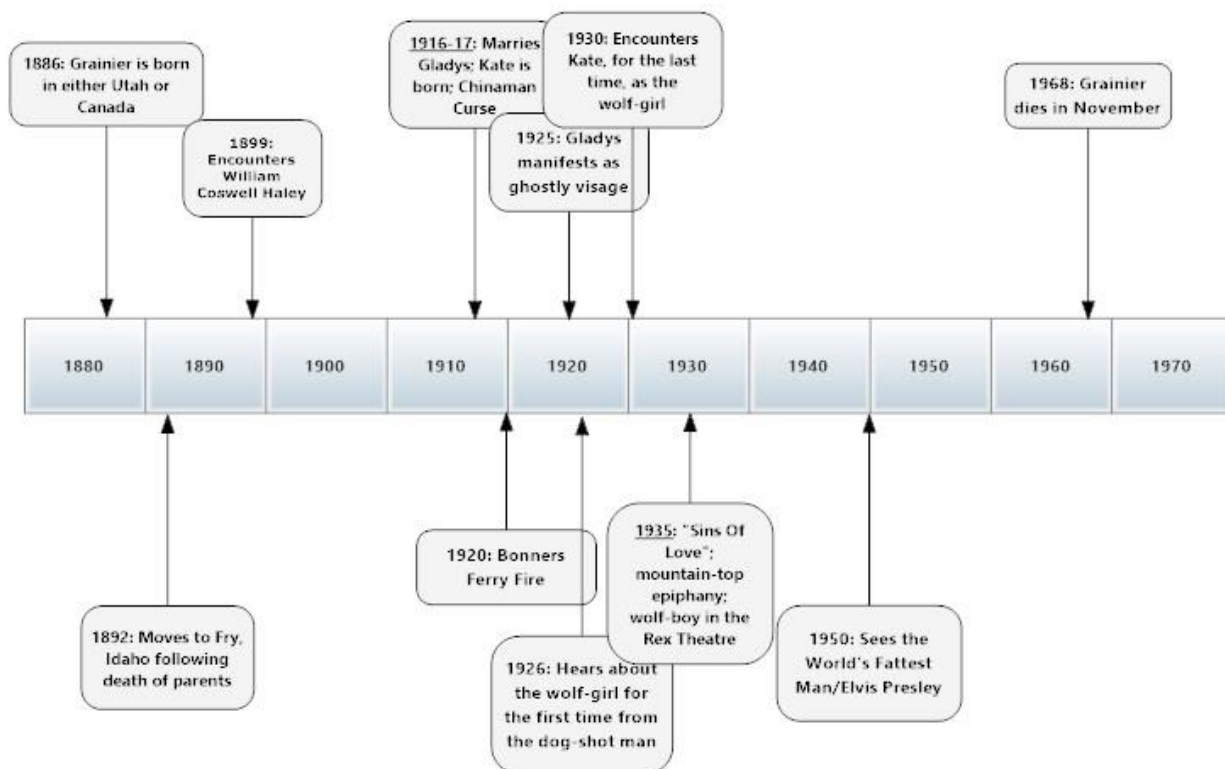 1886: Grainier is born
in either Utah or
Canada
1899:
Encounters
William
Coswell Haley
1916-17: Marries
Gladys; Kate is
born; Chinaman
Curse
1925: Gladys
manifests as
ghostly visage
1930: Encounters
Kate, for the last
time, as the
wolf-girl
1968: Grainier
dies in November
1880
1890
1900
1910
1920
1930
1940
1950
1960
1970
1892: Moves to Fry,
Idaho following
death of parents
1920: Bonners
Ferry Fire
1926: Hears about
the wolf-girl for
the first time from
the dog-shot man
1935: "Sins Of
Love";
mountain-top
epiphany;
wolf-boy in the
Rex Theatre
1950: Sees the
World's Fattest
Man/Elvis Presley